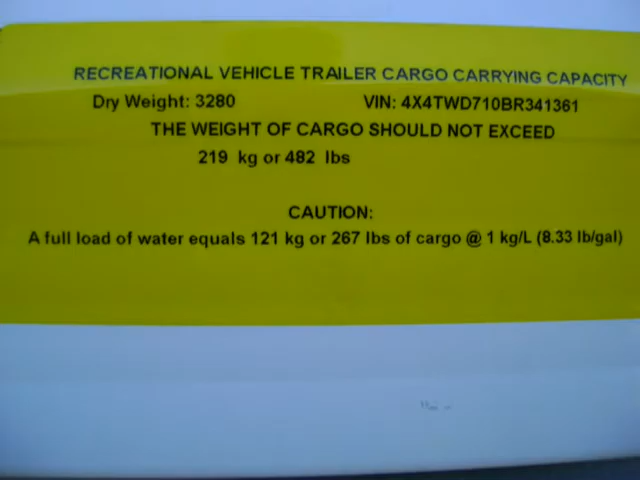 RECREATIONAL VEHICLE TRAILER CARGO CARRYING CAPACITY
Dry Weight: 3280 VIN: 4X4TWD710BR341361
THE WEIGHT OF CARGO SHOULD NOT EXCEED
219 kg or 482 lbs
CAUTION:
A full load of water equals 121 kg or 267 lbs of cargo @ 1 kg/L (8.33 lb/gal)